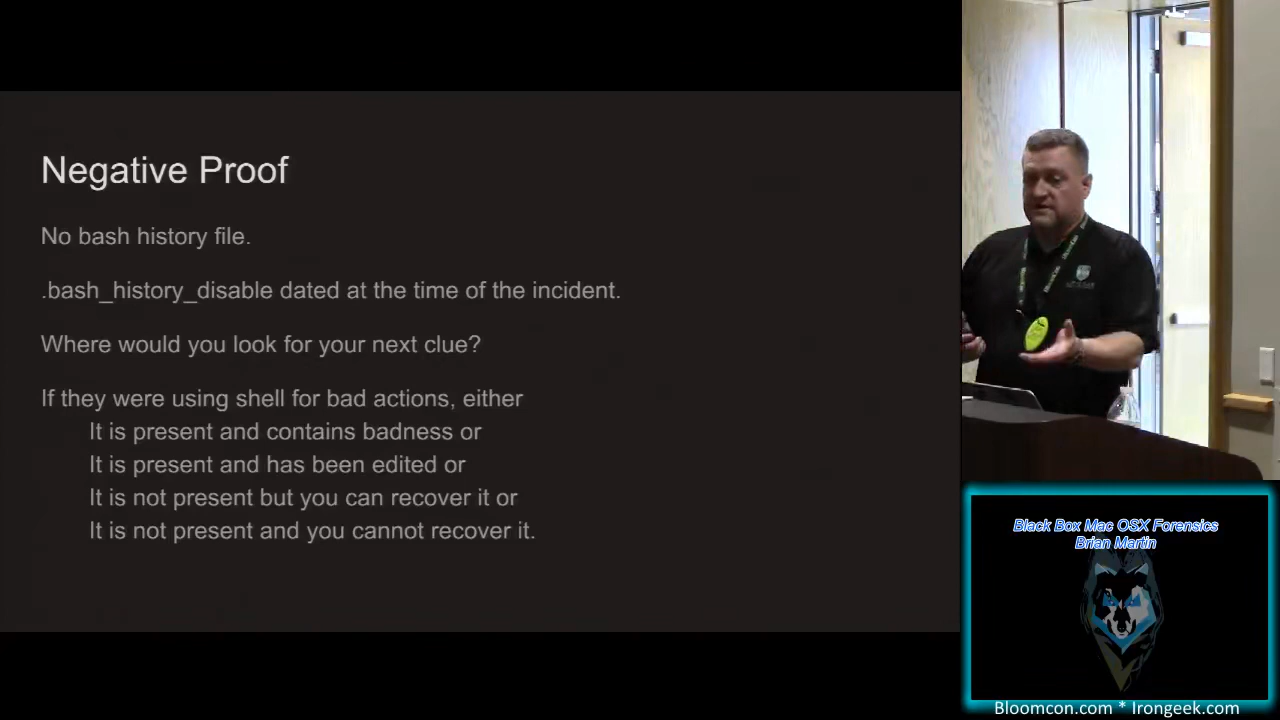 Negative Proof
No bash history file.
.bash_history_disable dated at the time of the incident.
Where would you look for your next clue?
If they were using shell for bad actions, either
It is present and contains badness or
It is present and has been edited or
It is not present but you can recover it or
It is not present and you cannot recover it.
Black Box Mac OSX Forensics
Brian Martin
Bloomcon.com * Irongeek.com